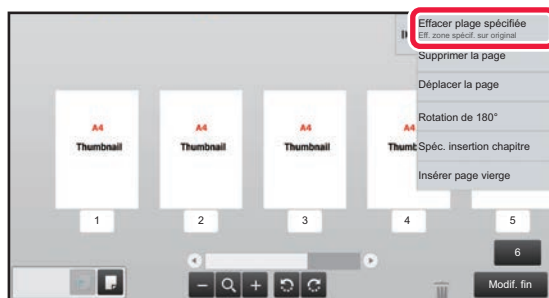 Effacer plage spécifiée
Eff. zone spécif. sur original
Supprimer la page
Déplacer la page
Rotation de 180°
Spéc. insertion chapitre
Insérer page vierge
A4 A4 A4 A4
Thumbnail Thumbnail Thumbnail Thumb
1 2 3 4 5
6
Modif. fin